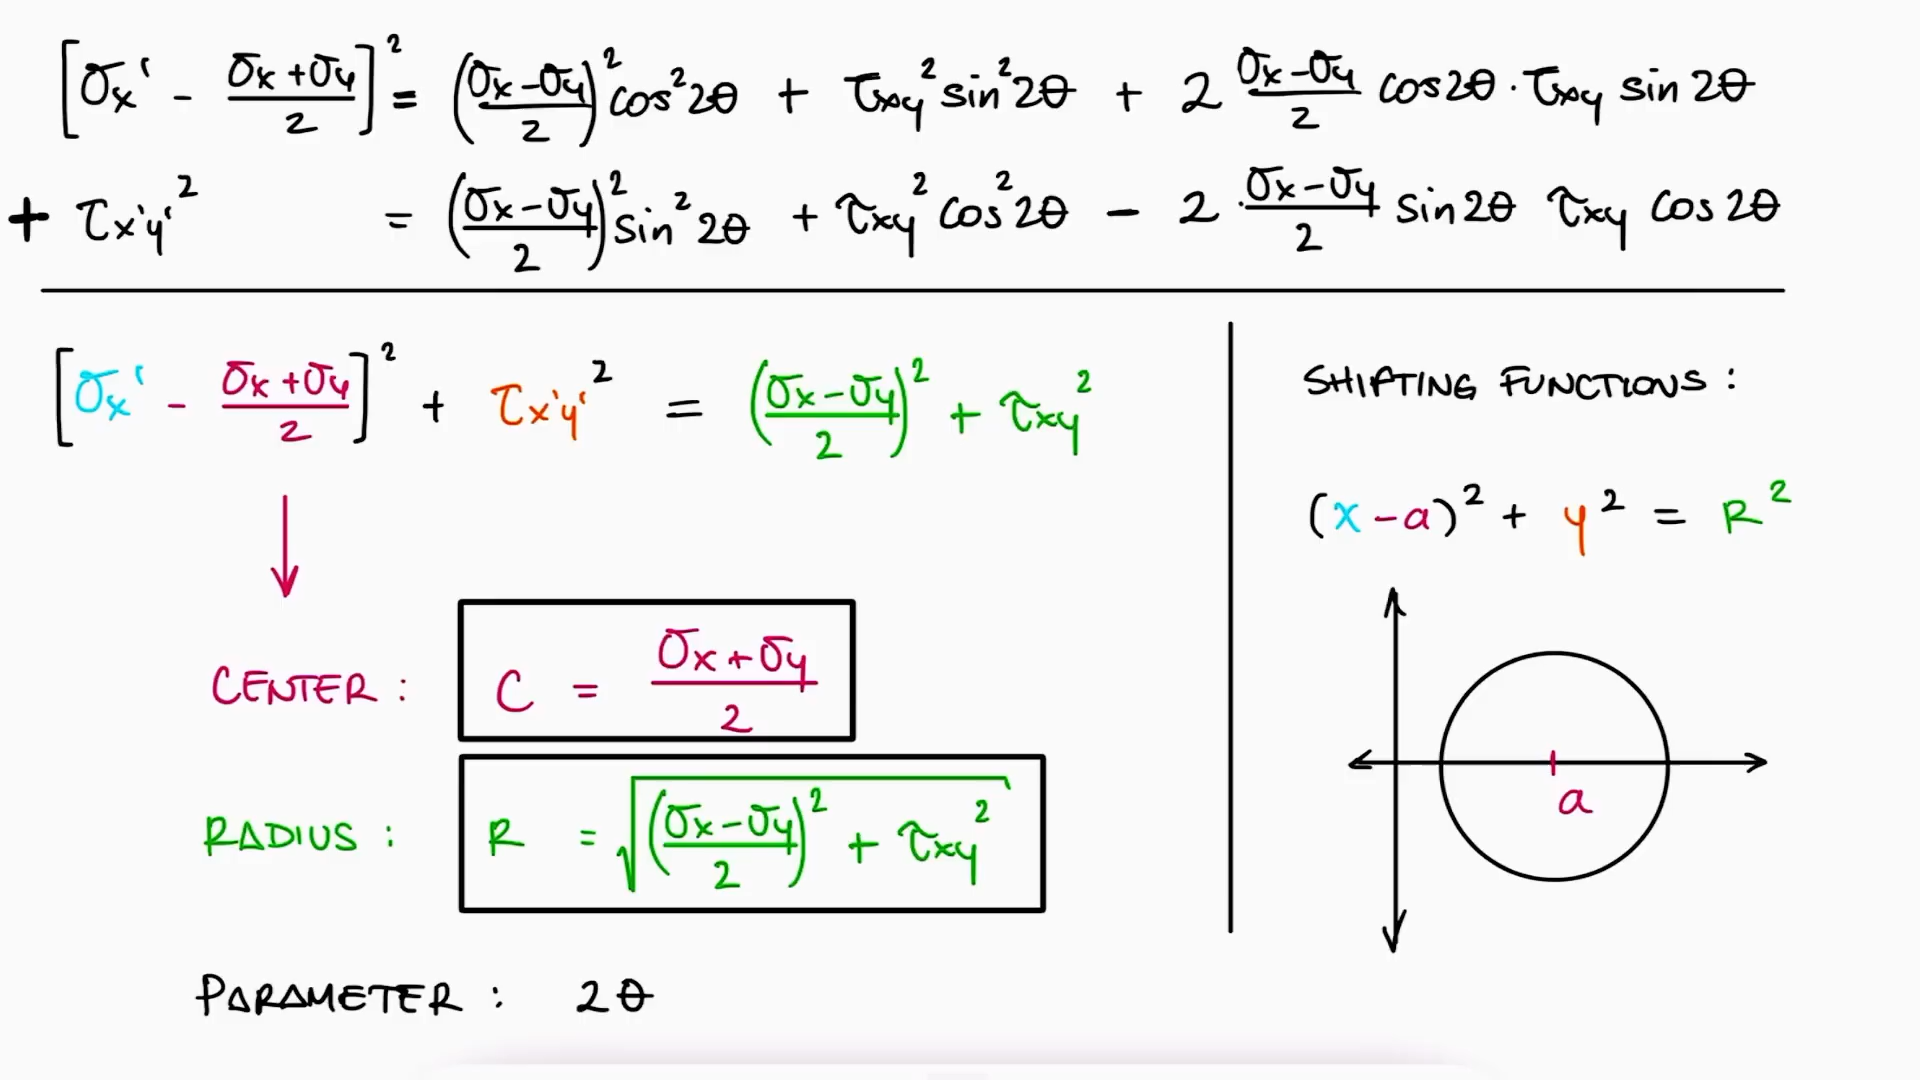 [σx' - (σx+σy)/2]² = ((σx-σy)/2)² cos²2θ + τxy² sin²2θ + 2 (σx-σy)/2 cos2θ · τxy sin 2θ
+ τx'y'² = ((σx-σy)/2)² sin²2θ + τxy² cos²2θ - 2 · (σx-σy)/2 sin2θ τxy cos 2θ
[σx' - (σx+σy)/2]² + τx'y'² = ((σx-σy)/2)² + τxy²
CENTER : C = (σx+σy)/2
RADIUS : R = √(((σx-σy)/2)² + τxy²)
PARAMETER : 2θ
SHIFTING FUNCTIONS :
(x-a)² + y² = R²
a